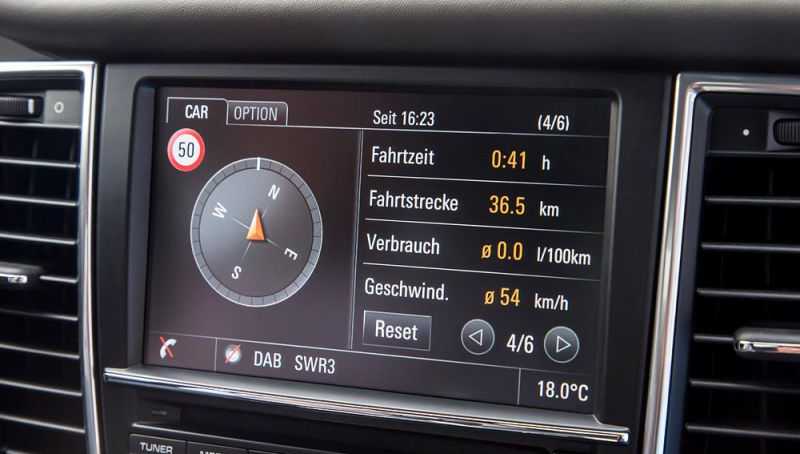 CAR OPTION Seit 16:23 (4/6)
50
Fahrtzeit 0:41 h
Fahrtstrecke 36.5 km
Verbrauch ø 0.0 l/100km
Geschwind. ø 54 km/h
N
W
E
S
Reset 4/6
DAB SWR3
18.0°C
TUNER